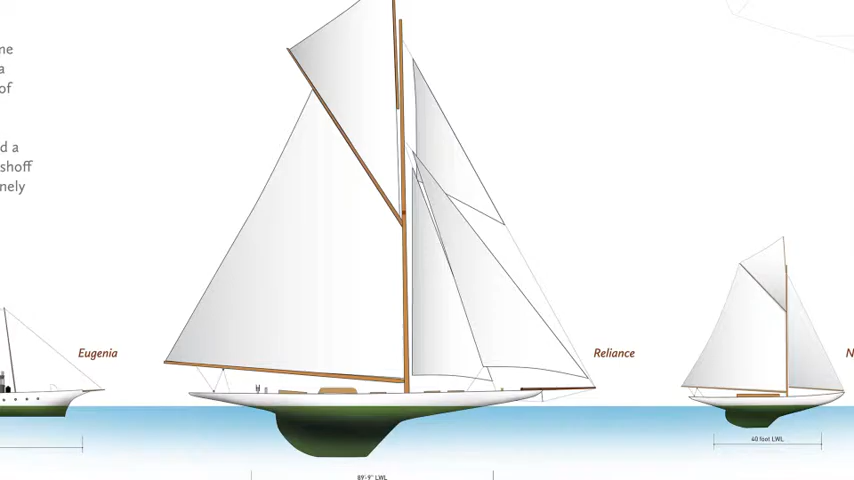 ne
a
of
d a
shoff
nely
Eugenia
Reliance
N
40 foot LWL
89'-9" LWL